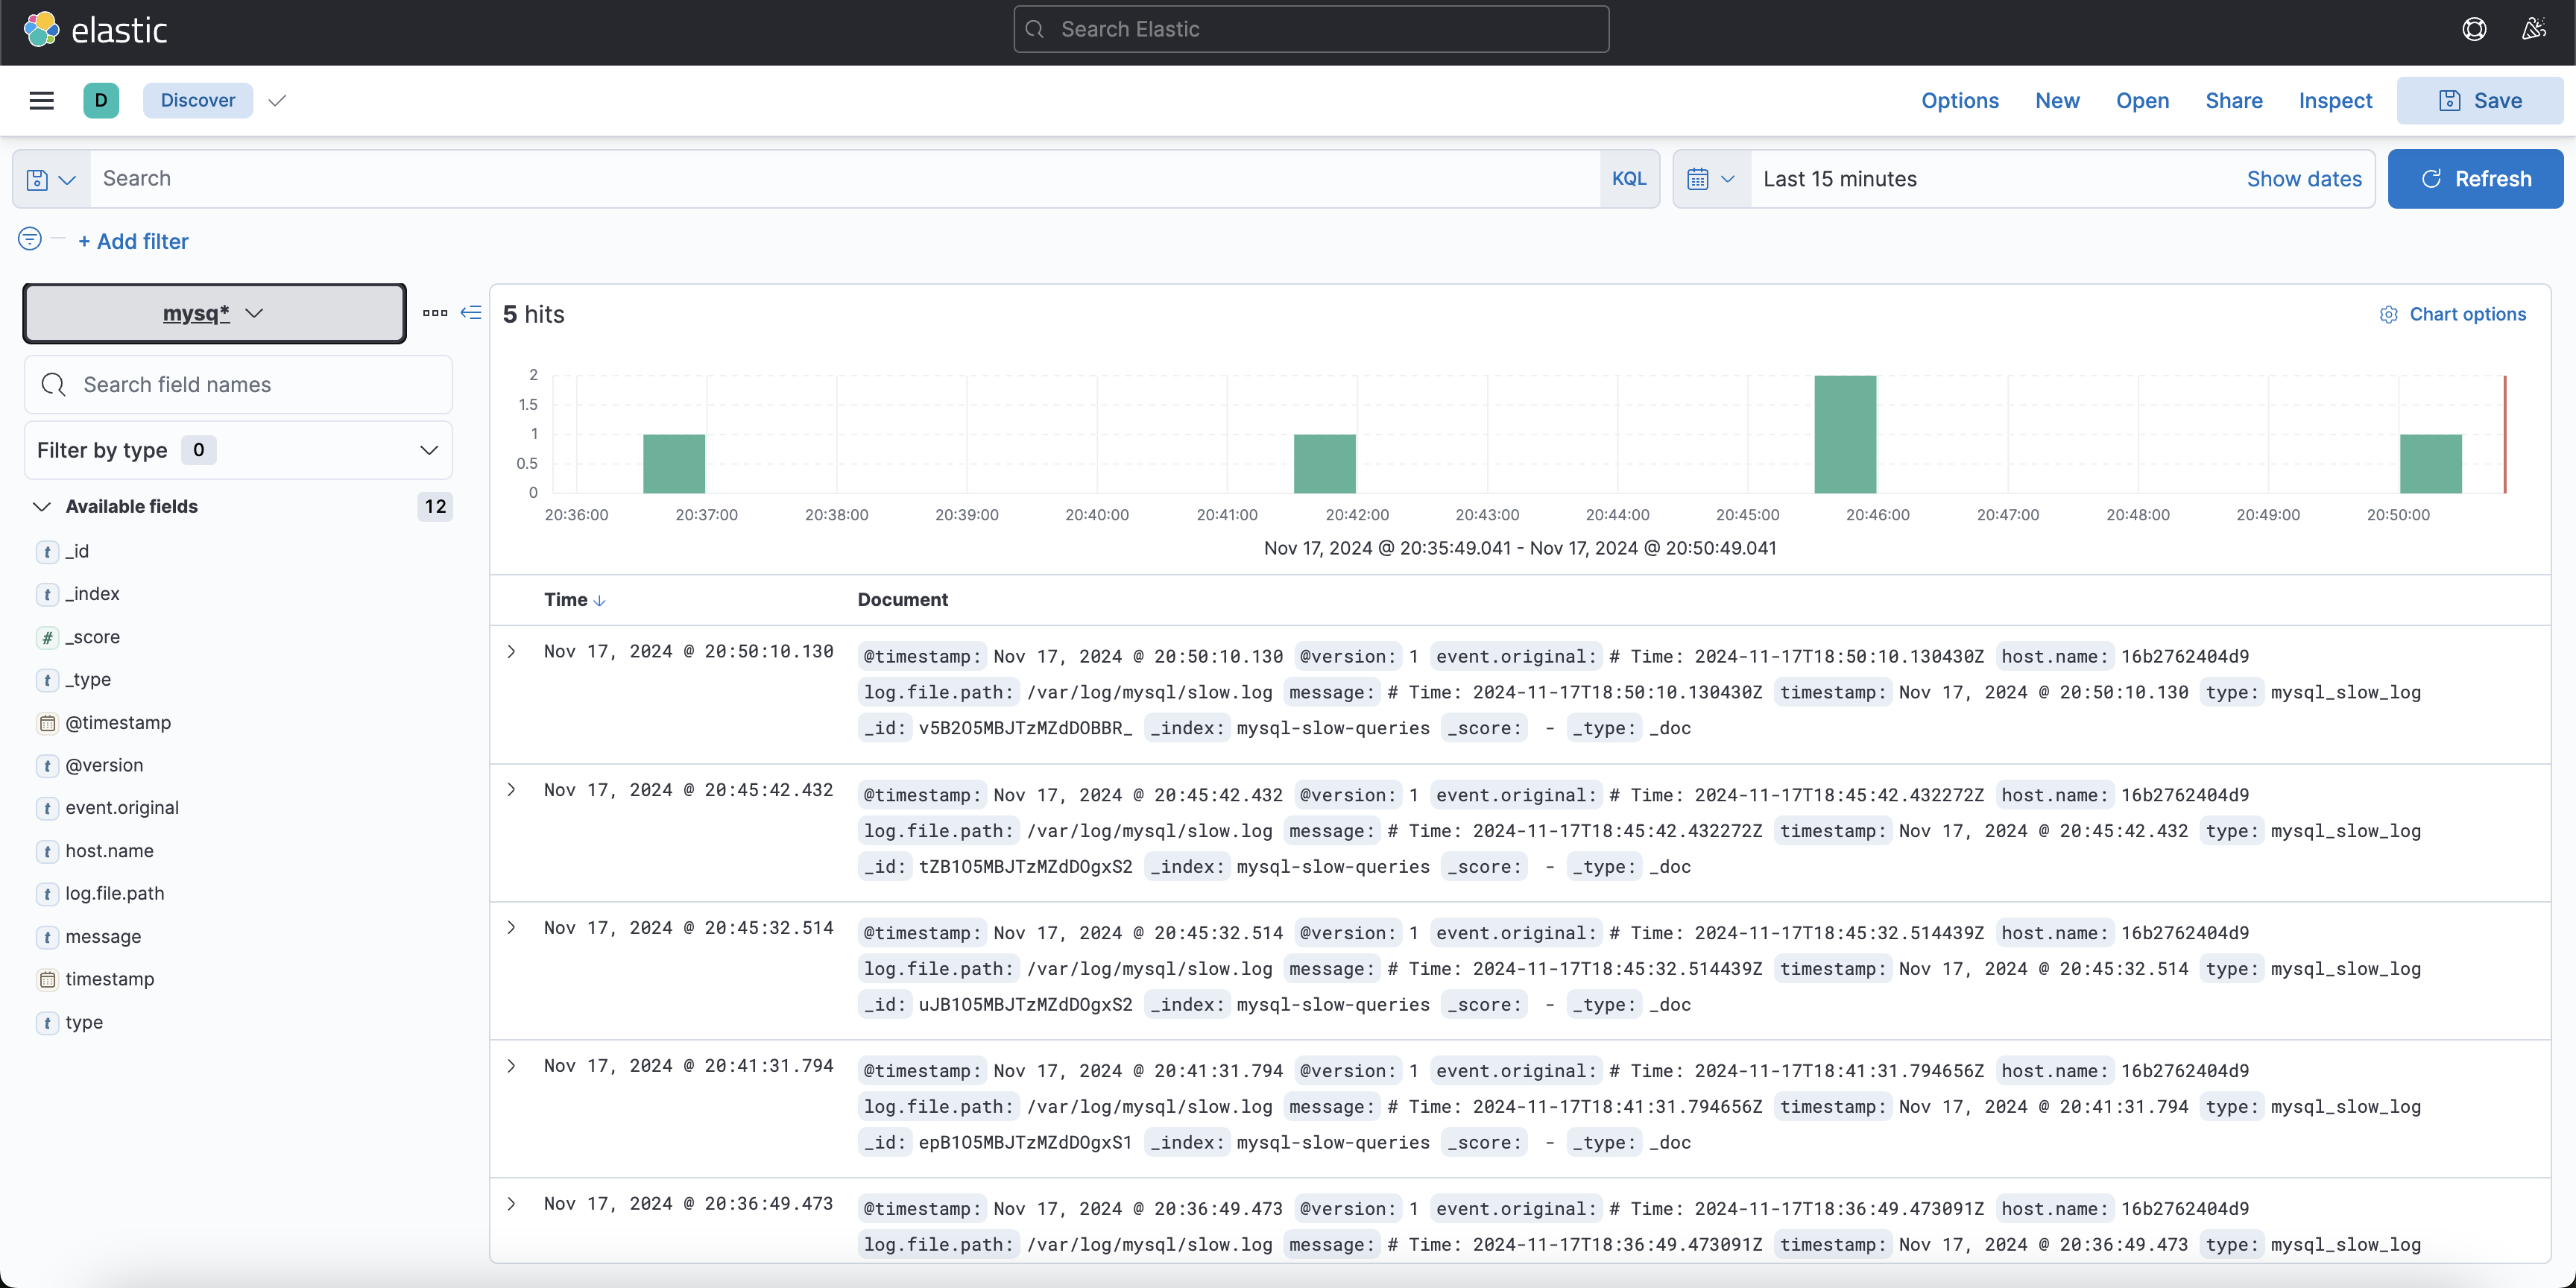 elastic
Search Elastic
D Discover
Options New Open Share Inspect Save
Search KQL Last 15 minutes Show dates Refresh
+ Add filter
mysq*
Search field names
Filter by type 0
Available fields 12
t _id
t _index
# _score
t _type
@timestamp
t @version
t event.original
t host.name
t log.file.path
t message
timestamp
t type
5 hits Chart options
2
1.5
1
0.5
0
20:36:00 20:37:00 20:38:00 20:39:00 20:40:00 20:41:00 20:42:00 20:43:00 20:44:00 20:45:00 20:46:00 20:47:00 20:48:00 20:49:00 20:50:00
Nov 17, 2024 @ 20:35:49.041 - Nov 17, 2024 @ 20:50:49.041
Time Document
Nov 17, 2024 @ 20:50:10.130 @timestamp: Nov 17, 2024 @ 20:50:10.130 @version: 1 event.original: # Time: 2024-11-17T18:50:10.130430Z host.name: 16b2762404d9
log.file.path: /var/log/mysql/slow.log message: # Time: 2024-11-17T18:50:10.130430Z timestamp: Nov 17, 2024 @ 20:50:10.130 type: mysql_slow_log
_id: v5B2O5MBJTzMZdDOBBR_ _index: mysql-slow-queries _score: - _type: _doc
Nov 17, 2024 @ 20:45:42.432 @timestamp: Nov 17, 2024 @ 20:45:42.432 @version: 1 event.original: # Time: 2024-11-17T18:45:42.432272Z host.name: 16b2762404d9
log.file.path: /var/log/mysql/slow.log message: # Time: 2024-11-17T18:45:42.432272Z timestamp: Nov 17, 2024 @ 20:45:42.432 type: mysql_slow_log
_id: tZB1O5MBJTzMZdDOgxS2 _index: mysql-slow-queries _score: - _type: _doc
Nov 17, 2024 @ 20:45:32.514 @timestamp: Nov 17, 2024 @ 20:45:32.514 @version: 1 event.original: # Time: 2024-11-17T18:45:32.514439Z host.name: 16b2762404d9
log.file.path: /var/log/mysql/slow.log message: # Time: 2024-11-17T18:45:32.514439Z timestamp: Nov 17, 2024 @ 20:45:32.514 type: mysql_slow_log
_id: uJB1O5MBJTzMZdDOgxS2 _index: mysql-slow-queries _score: - _type: _doc
Nov 17, 2024 @ 20:41:31.794 @timestamp: Nov 17, 2024 @ 20:41:31.794 @version: 1 event.original: # Time: 2024-11-17T18:41:31.794656Z host.name: 16b2762404d9
log.file.path: /var/log/mysql/slow.log message: # Time: 2024-11-17T18:41:31.794656Z timestamp: Nov 17, 2024 @ 20:41:31.794 type: mysql_slow_log
_id: epB1O5MBJTzMZdDOgxS1 _index: mysql-slow-queries _score: - _type: _doc
Nov 17, 2024 @ 20:36:49.473 @timestamp: Nov 17, 2024 @ 20:36:49.473 @version: 1 event.original: # Time: 2024-11-17T18:36:49.473091Z host.name: 16b2762404d9
log.file.path: /var/log/mysql/slow.log message: # Time: 2024-11-17T18:36:49.473091Z timestamp: Nov 17, 2024 @ 20:36:49.473 type: mysql_slow_log